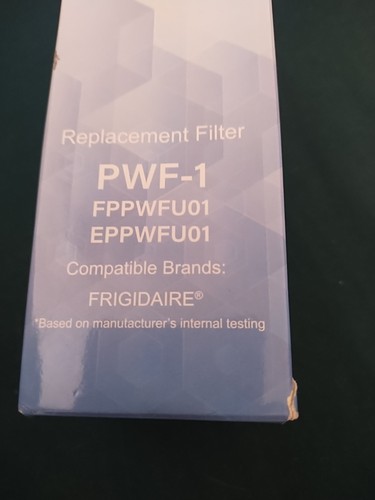 Replacement Filter
PWF-1
FPPWFU01
EPPWFU01
Compatible Brands:
FRIGIDAIRE®
*Based on manufacturer's internal testing